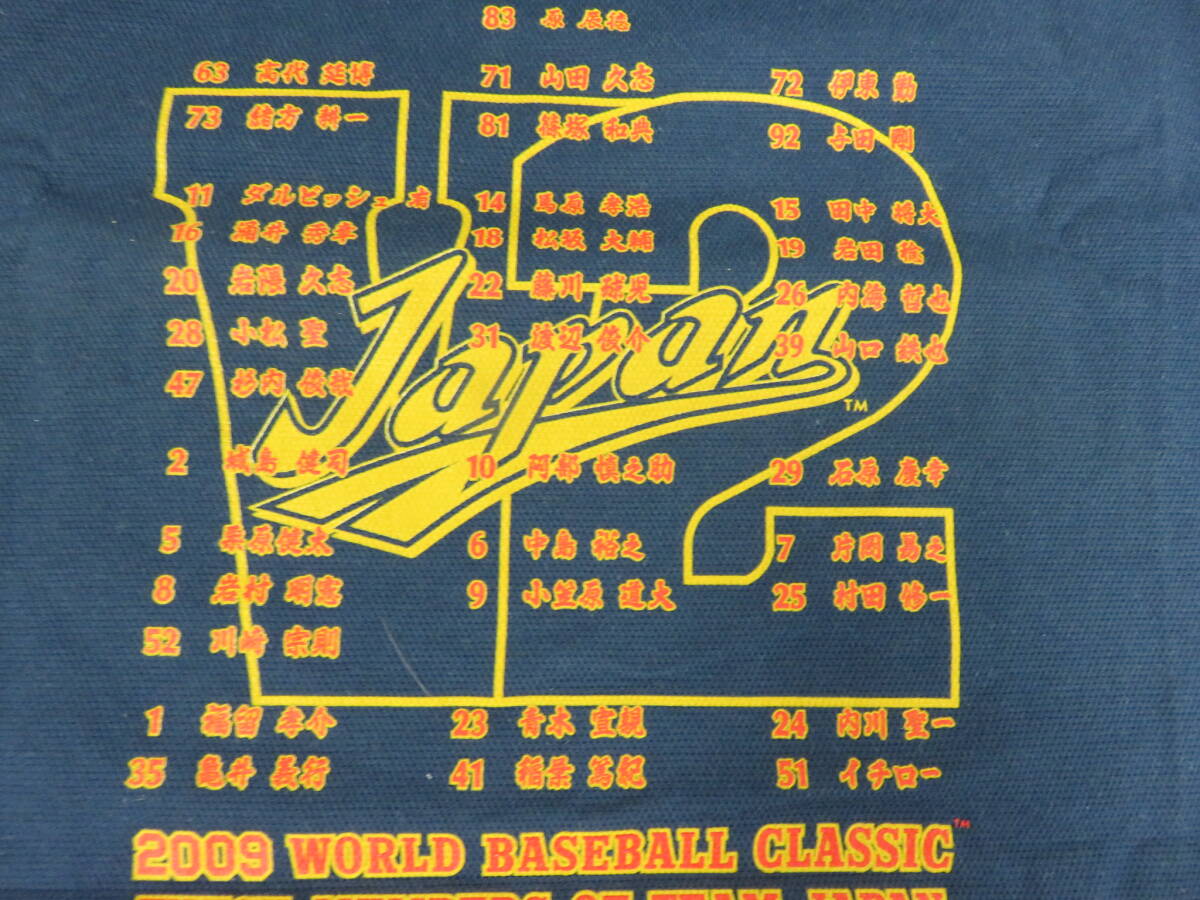 83 原 辰徳
63 高代 延博 71 山田 久志 72 伊東 勤
73 緒方 耕一 81 篠塚 和典 92 与田 剛
11 ダルビッシュ 有 14 馬原 孝浩 15 田中 将大
16 涌井 秀章 18 松坂 大輔 19 岩田 稔
20 岩隈 久志 22 藤川 球児 26 内海 哲也
28 小松 聖 31 渡辺 俊介 39 山口 鉄也
47 杉内 俊哉
Japan TM
2 城島 健司 10 阿部 慎之助 29 石原 慶幸
5 栗原健太 6 中島 裕之 7 片岡 易之
8 岩村 明憲 9 小笠原 道大 25 村田 修一
52 川崎 宗則
1 福留 孝介 23 青木 宣親 24 内川 聖一
35 亀井 義行 41 稲葉 篤紀 51 イチロー
2009 WORLD BASEBALL CLASSIC TM
MEMBERS OF TEAM JAPAN